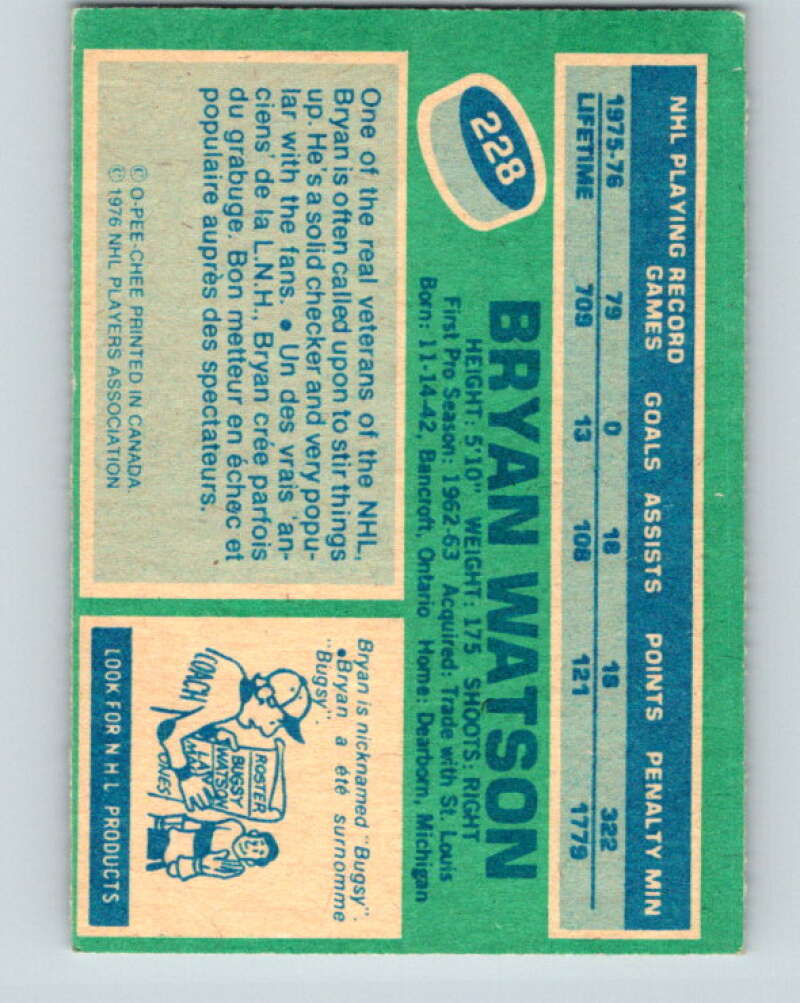 NHL PLAYING RECORD
GAMES GOALS ASSISTS POINTS PENALTY MIN
1975-76 79 0 18 18 322
LIFETIME 709 13 108 121 1779
228
BRYAN WATSON
HEIGHT: 5'10" WEIGHT: 175 SHOOTS: RIGHT
First Pro Season: 1962-63 Acquired: Trade with St. Louis
Born: 11-14-42, Bancroft, Ontario Home: Dearborn, Michigan
One of the real veterans of the NHL,
Bryan is often called upon to stir things
up. He's a solid checker and very popu-
lar with the fans. • Un des vrais 'an-
ciens' de la L.N.H., Bryan crée parfois
du grabuge. Bon metteur en échec et
populaire auprès des spectateurs.
© O-PEE-CHEE PRINTED IN CANADA.
© 1976 NHL PLAYERS ASSOCIATION
Bryan is nicknamed "Bugsy".
•Bryan a été surnomme
"Bugsy".
COACH
ROSTER
BUGSY
WATSON
JONES
LOOK FOR NHL PRODUCTS